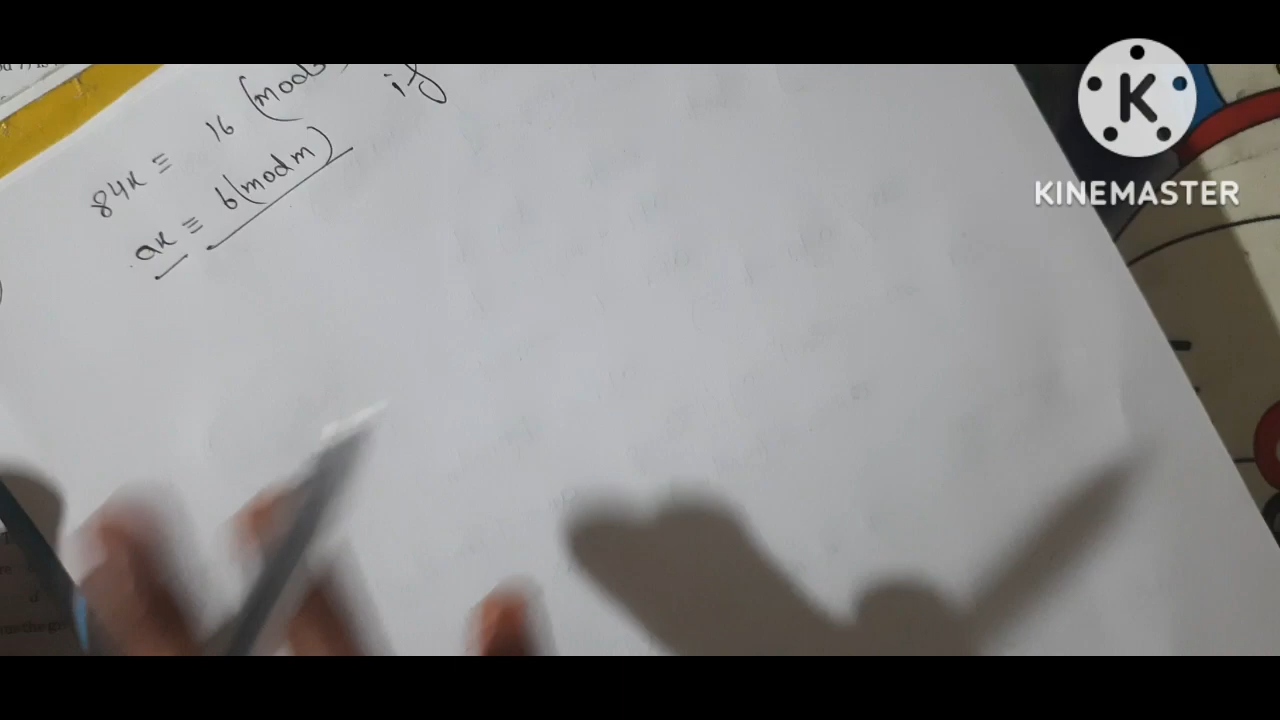 84x ≡ 16 (mod
if
ax ≡ b(mod m)
KINEMASTER